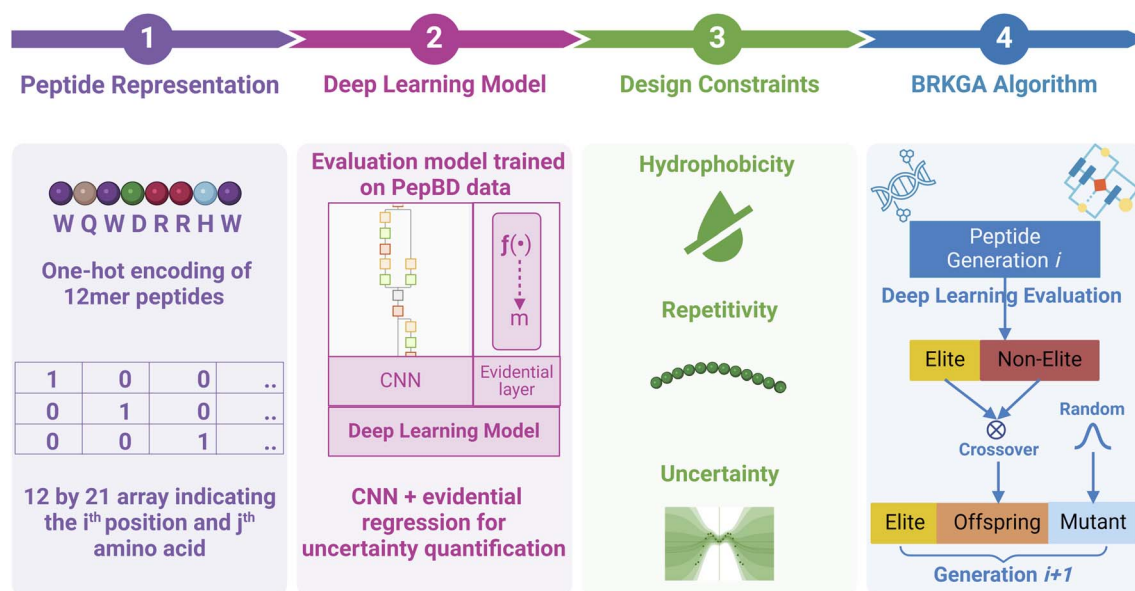 1
Peptide Representation
2
Deep Learning Model
3
Design Constraints
4
BRKGA Algorithm
W Q W D R R H W
One-hot encoding of
12mer peptides
1 0 0 ..
0 1 0 ..
0 0 1 ..
12 by 21 array indicating
the iᵗʰ position and jᵗʰ
amino acid
Evaluation model trained
on PepBD data
f(·)
m
CNN
Evidential
layer
Deep Learning Model
CNN + evidential
regression for
uncertainty quantification
Hydrophobicity
Repetitivity
Uncertainty
Peptide
Generation i
Deep Learning Evaluation
Elite Non-Elite
Random
Crossover
Elite Offspring Mutant
Generation i+1